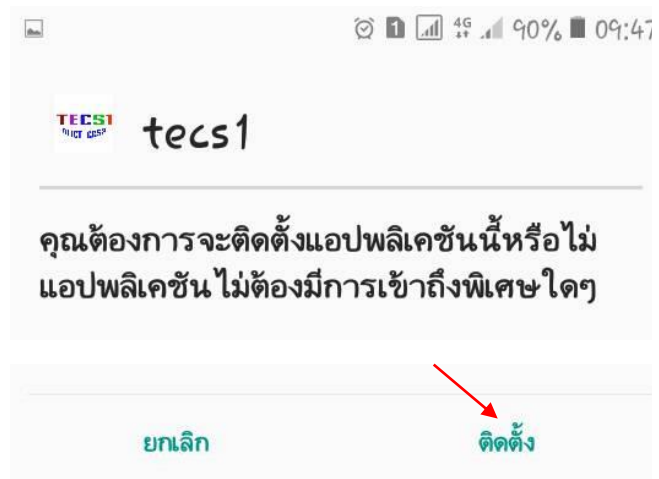 4G 90% 09:47
TECS1
tecs1
คุณต้องการจะติดตั้งแอปพลิเคชันนี้หรือไม่
แอปพลิเคชัน ไม่ต้องมีการเข้าถึงพิเศษใดๆ
ยกเลิก ติดตั้ง